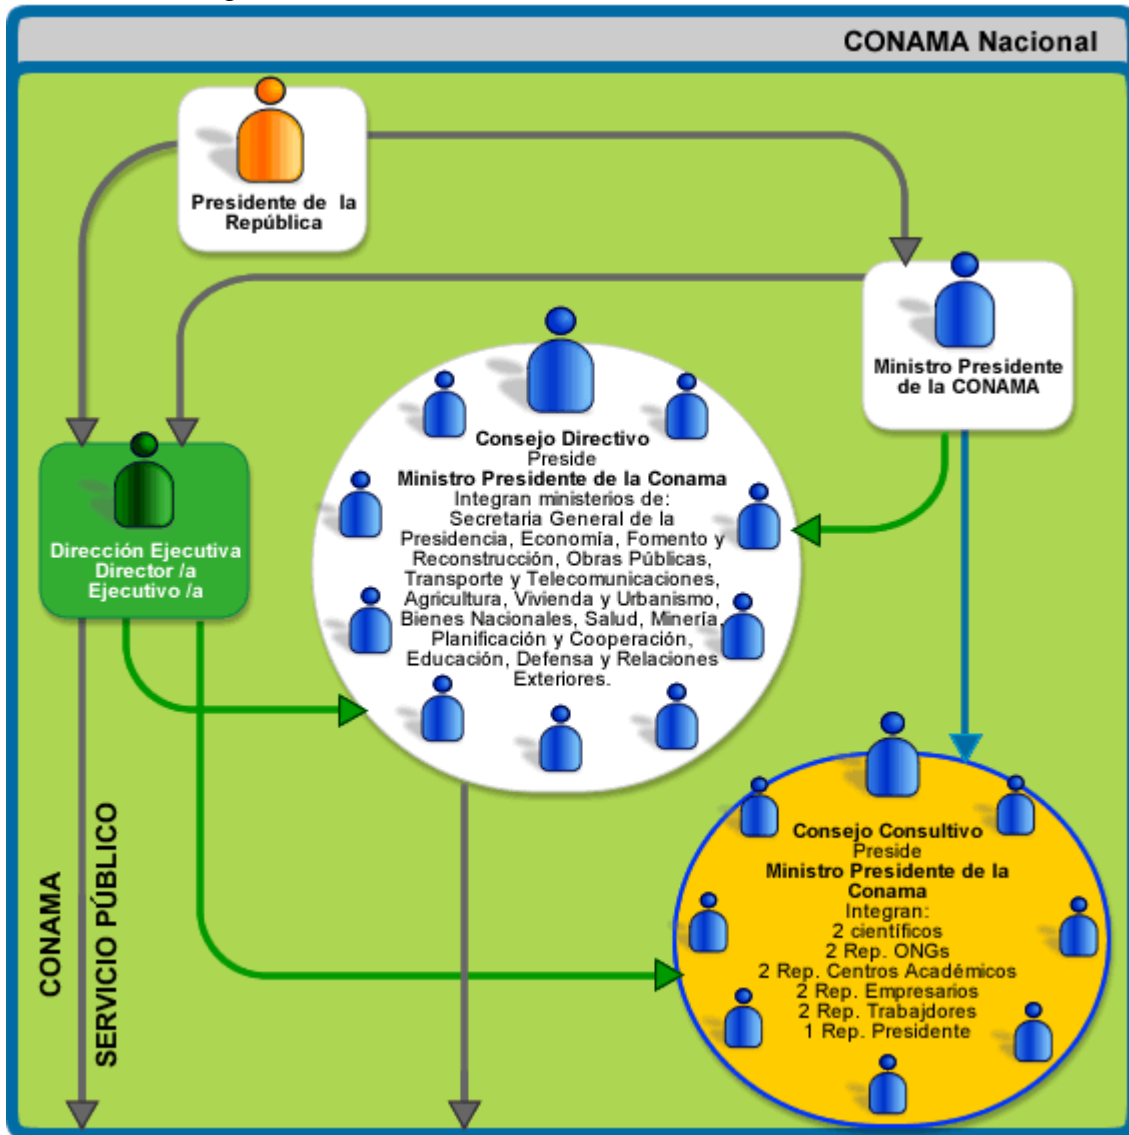 CONAMA Nacional
Presidente de la
República
Ministro Presidente
de la CONAMA
Consejo Directivo
Preside
Ministro Presidente de la Conama
Integran ministerios de:
Secretaria General de la
Presidencia, Economía, Fomento y
Reconstrucción, Obras Públicas,
Transporte y Telecomunicaciones,
Agricultura, Vivienda y Urbanismo,
Bienes Nacionales, Salud, Minería,
Planificación y Cooperación,
Educación, Defensa y Relaciones
Exteriores.
Dirección Ejecutiva
Director /a
Ejecutivo /a
CONAMA
SERVICIO PÚBLICO
Consejo Consultivo
Preside
Ministro Presidente de la
Conama
Integran:
2 científicos
2 Rep. ONGs
2 Rep. Centros Académicos
2 Rep. Empresarios
2 Rep. Trabajdores
1 Rep. Presidente